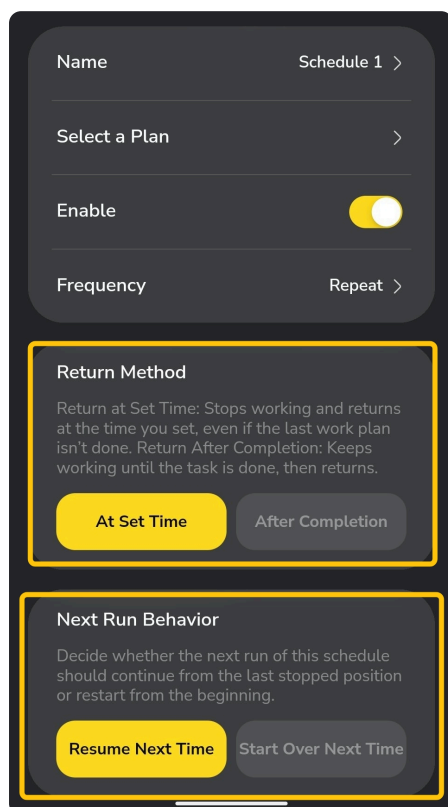 Name Schedule 1 >
Select a Plan >
Enable
Frequency Repeat >
Return Method
Return at Set Time: Stops working and returns
at the time you set, even if the last work plan
isn't done. Return After Completion: Keeps
working until the task is done, then returns.
At Set Time After Completion
Next Run Behavior
Decide whether the next run of this schedule
should continue from the last stopped position
or restart from the beginning.
Resume Next Time Start Over Next Time